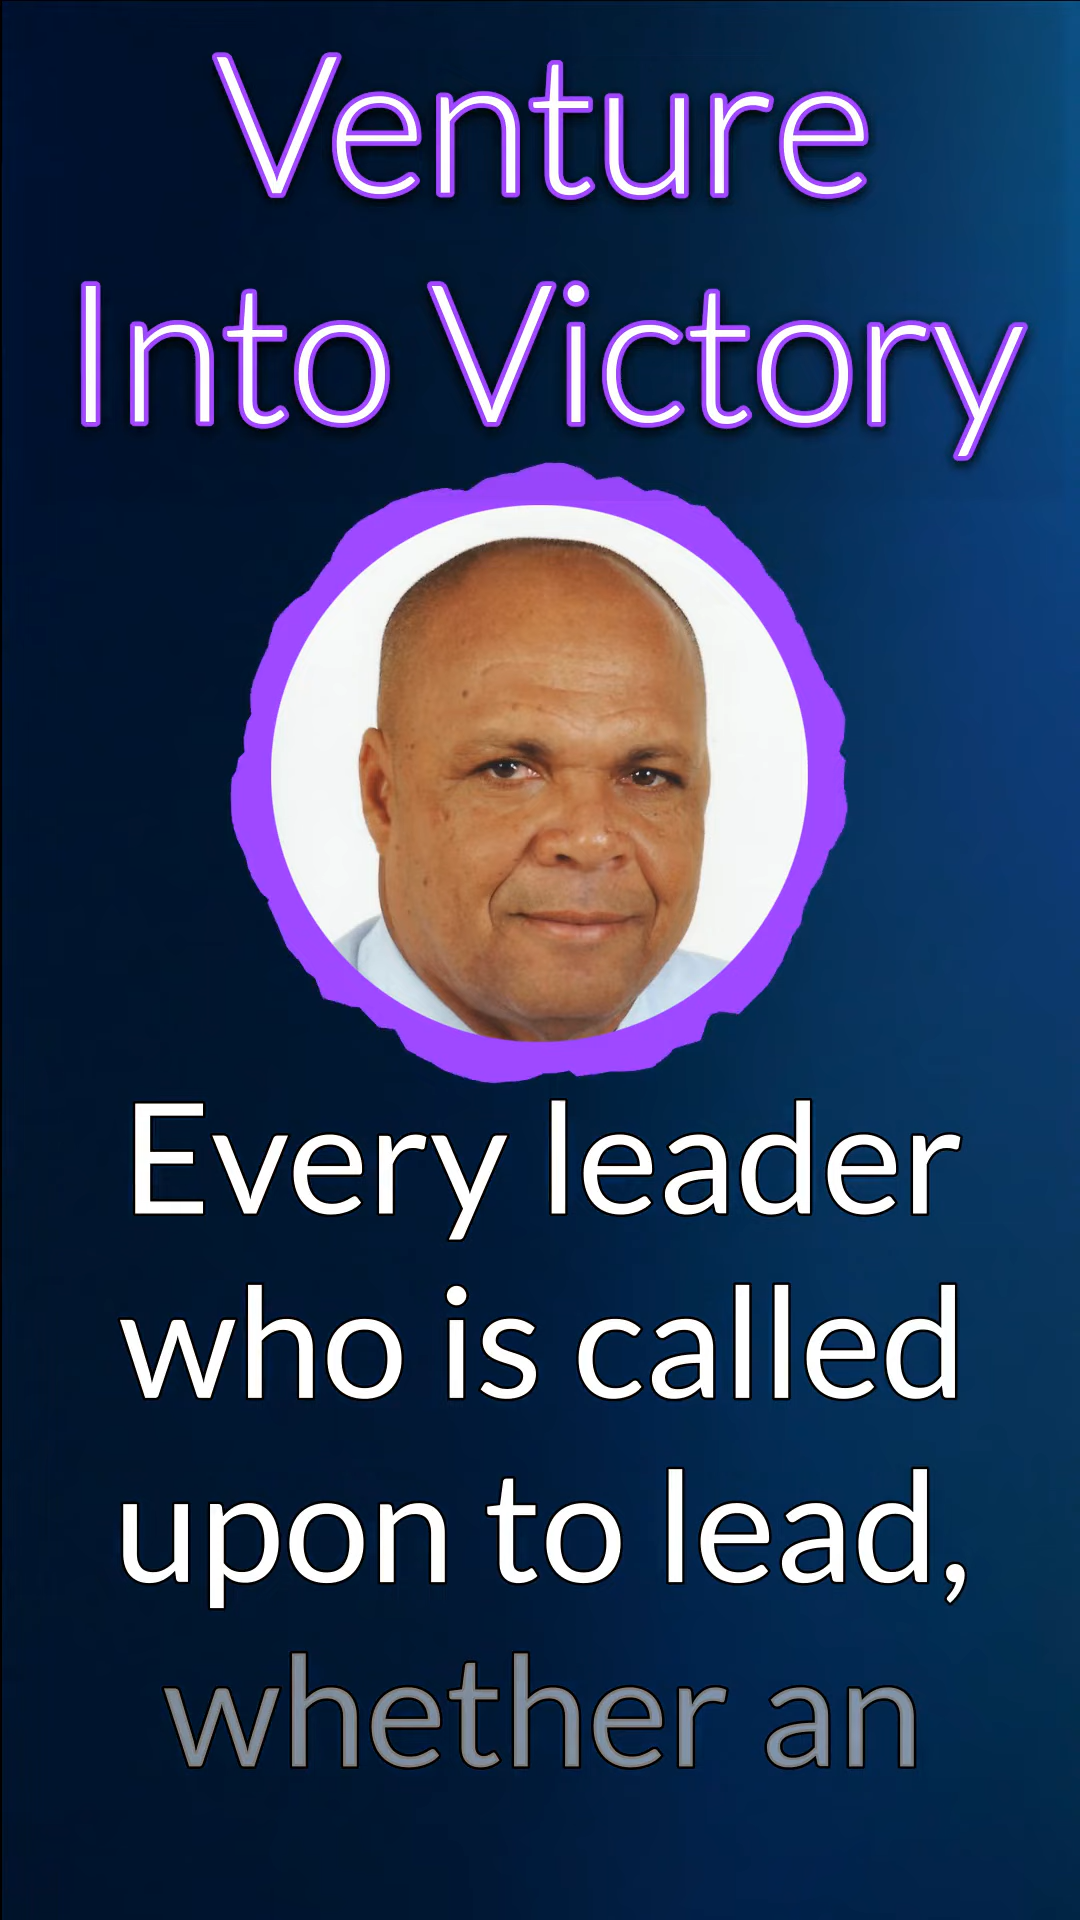 Venture
Into Victory
Every leader
who is called
upon to lead,
whether an